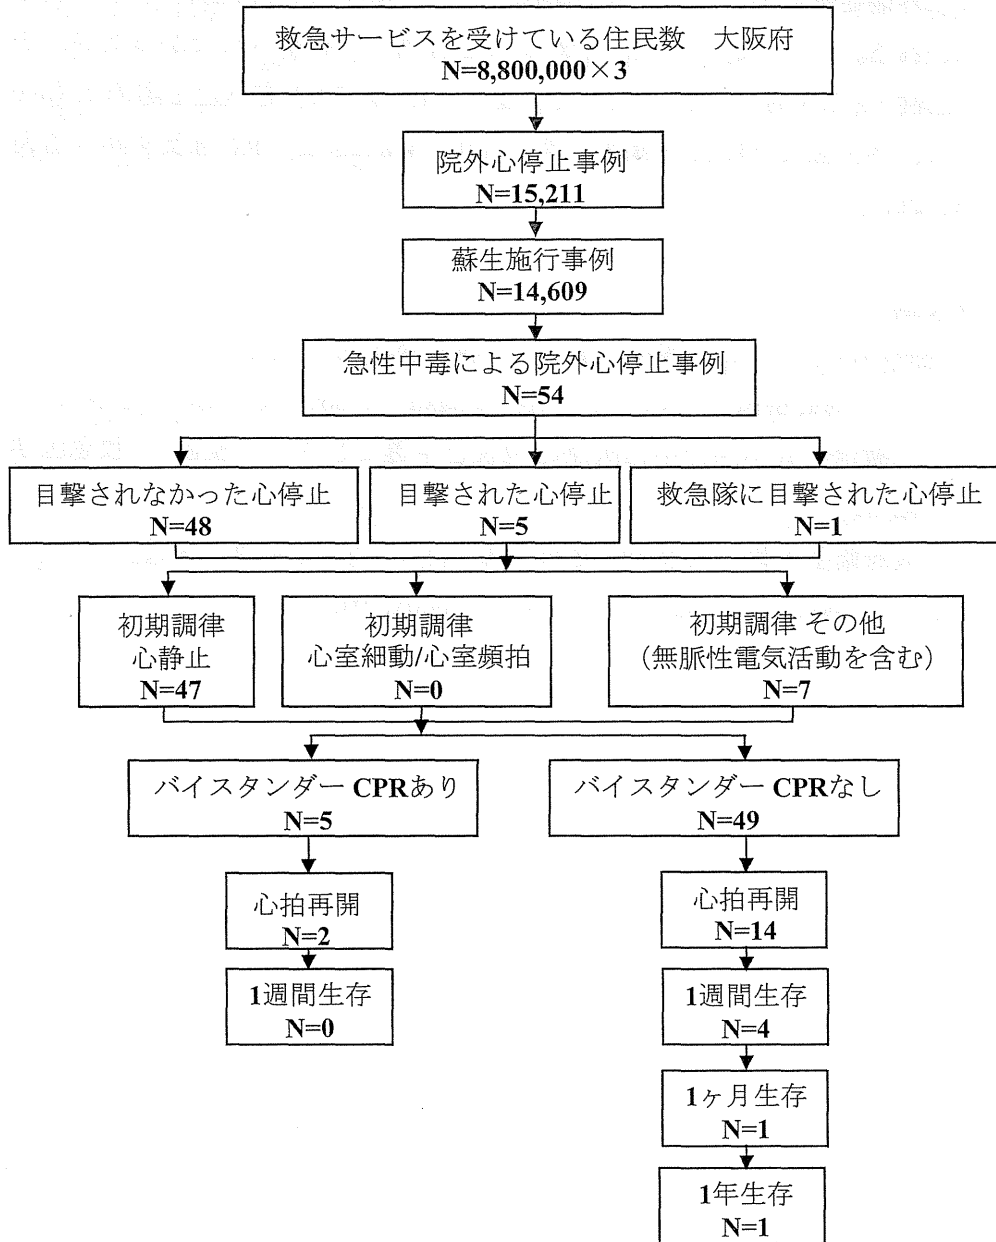 救急サービスを受けている住民数　大阪府
N=8,800,000×3
院外心停止事例
N=15,211
蘇生施行事例
N=14,609
急性中毒による院外心停止事例
N=54
目撃されなかった心停止
N=48
目撃された心停止
N=5
救急隊に目撃された心停止
N=1
初期調律
心静止
N=47
初期調律
心室細動/心室頻拍
N=0
初期調律 その他
（無脈性電気活動を含む）
N=7
バイスタンダー CPRあり
N=5
バイスタンダー CPRなし
N=49
心拍再開
N=2
1週間生存
N=0
心拍再開
N=14
1週間生存
N=4
1ヶ月生存
N=1
1年生存
N=1